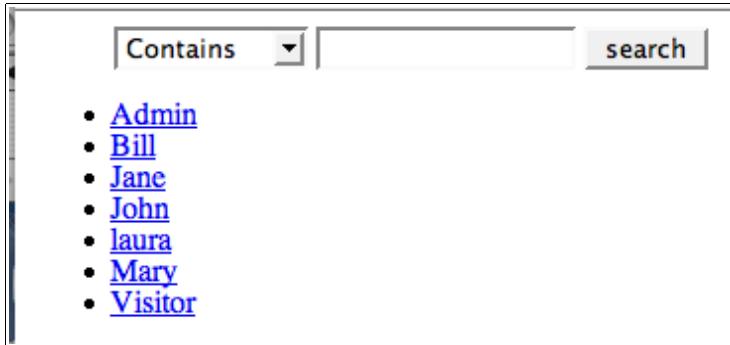 Contains search
Admin
Bill
Jane
John
laura
Mary
Visitor